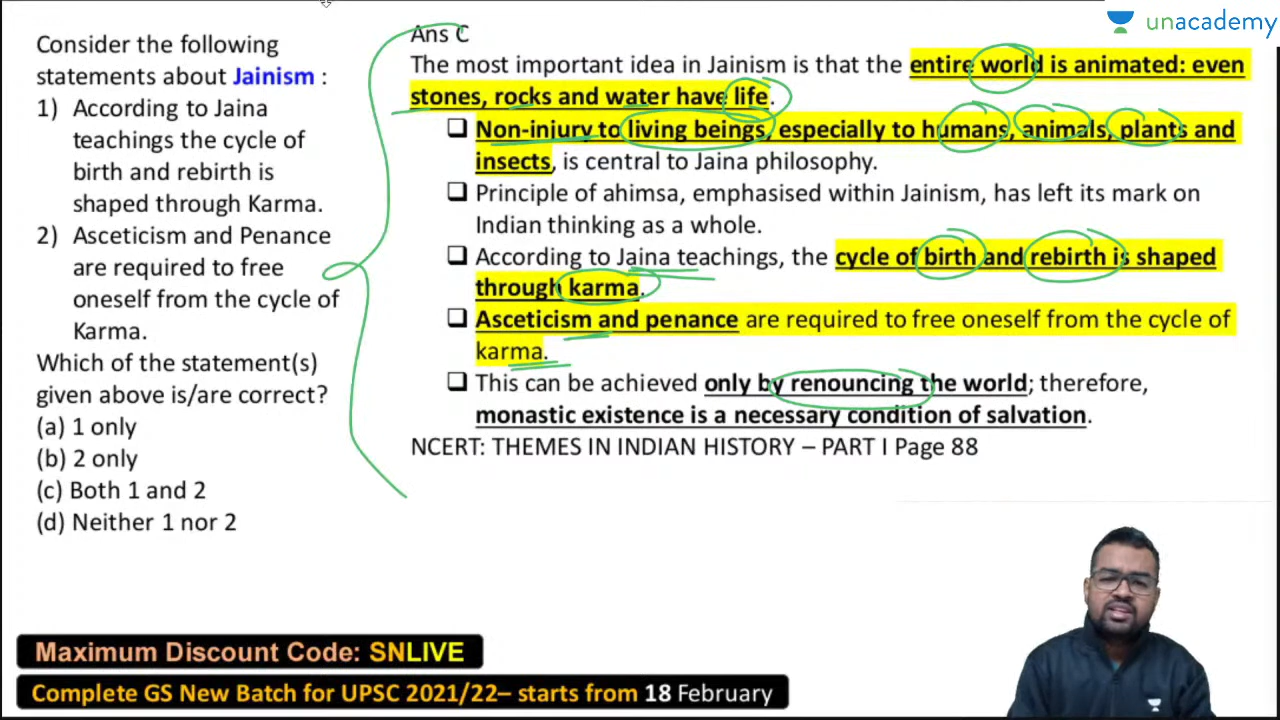 unacademy
Consider the following
statements about Jainism :
1) According to Jaina
teachings the cycle of
birth and rebirth is
shaped through Karma.
2) Asceticism and Penance
are required to free
oneself from the cycle of
Karma.
Which of the statement(s)
given above is/are correct?
(a) 1 only
(b) 2 only
(c) Both 1 and 2
(d) Neither 1 nor 2
Ans C
The most important idea in Jainism is that the entire world is animated: even
stones, rocks and water have life.
❑ Non-injury to living beings, especially to humans, animals, plants and
insects, is central to Jaina philosophy.
❑ Principle of ahimsa, emphasised within Jainism, has left its mark on
Indian thinking as a whole.
❑ According to Jaina teachings, the cycle of birth and rebirth is shaped
through karma.
❑ Asceticism and penance are required to free oneself from the cycle of
karma.
❑ This can be achieved only by renouncing the world; therefore,
monastic existence is a necessary condition of salvation.
NCERT: THEMES IN INDIAN HISTORY – PART I Page 88
Maximum Discount Code: SNLIVE
Complete GS New Batch for UPSC 2021/22– starts from 18 February